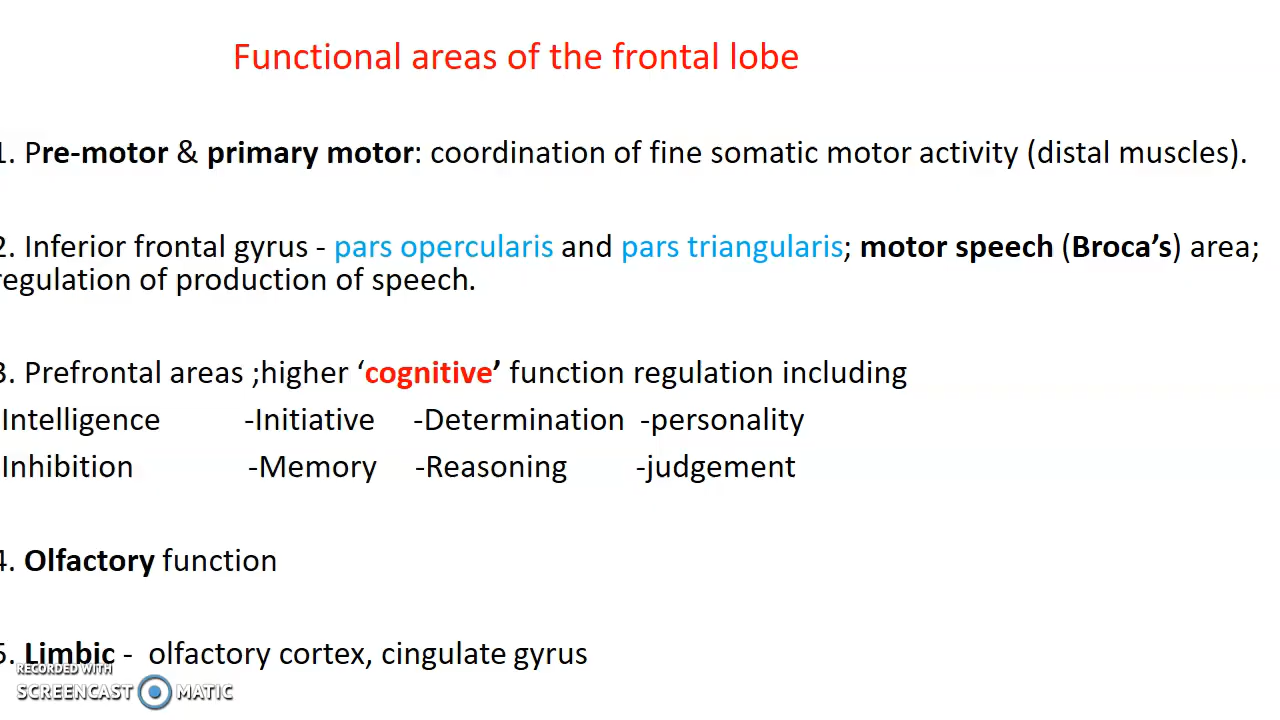 Functional areas of the frontal lobe
1. Pre-motor & primary motor: coordination of fine somatic motor activity (distal muscles).
2. Inferior frontal gyrus - pars opercularis and pars triangularis; motor speech (Broca’s) area;
regulation of production of speech.
3. Prefrontal areas ;higher ‘cognitive’ function regulation including
Intelligence -Initiative -Determination -personality
Inhibition -Memory -Reasoning -judgement
4. Olfactory function
5. Limbic - olfactory cortex, cingulate gyrus
RECORDED WITH
SCREENCAST MATIC